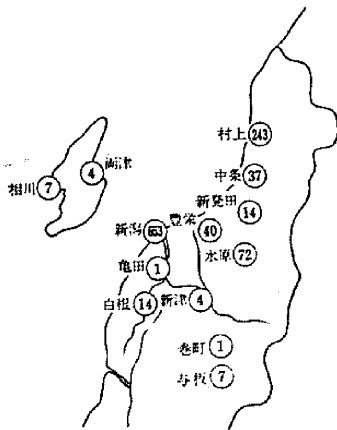 村上 243
中条 37
新発田 14
両津 4
相川 7
豊栄 40
新潟 653
水原 72
亀田 1
白根 14
新津 4
巻町 1
与板 7